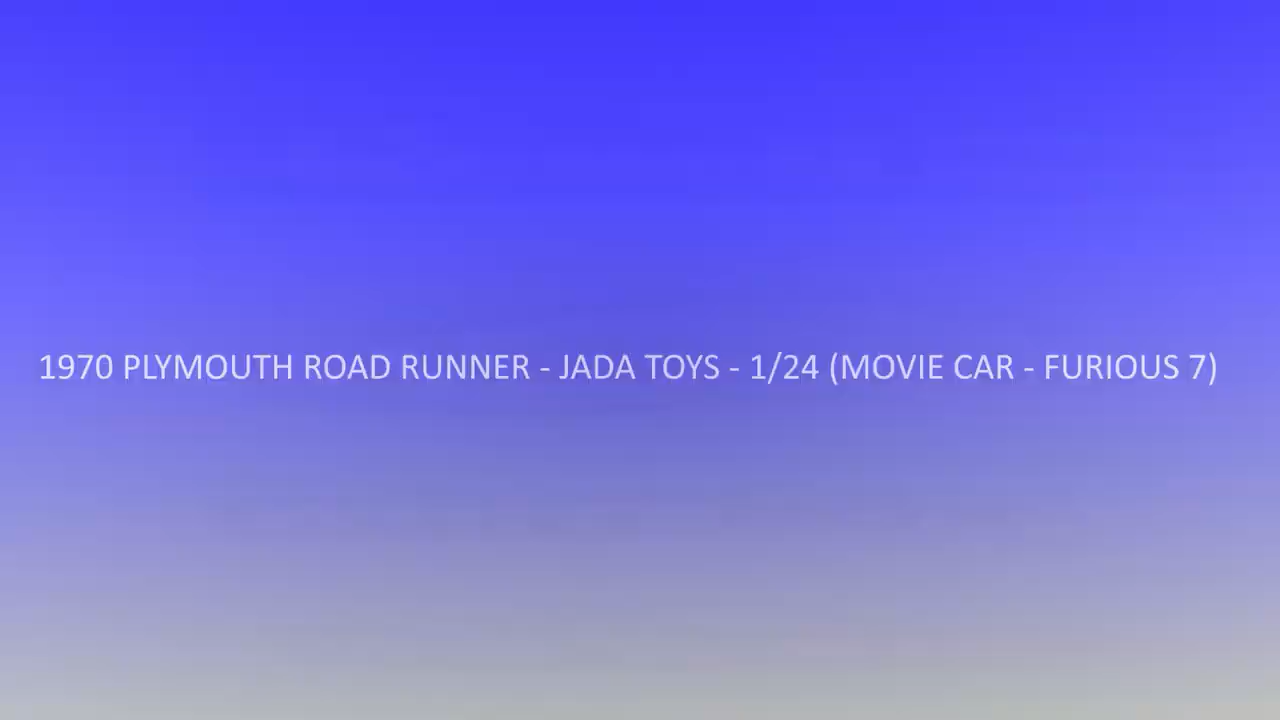 1970 PLYMOUTH ROAD RUNNER - JADA TOYS - 1/24 (MOVIE CAR - FURIOUS 7)